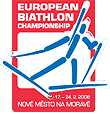 EUROPEAN
BIATHLON
CHAMPIONSHIP
17. - 24. 2. 2008
NOVÉ MĚSTO NA MORAVĚ